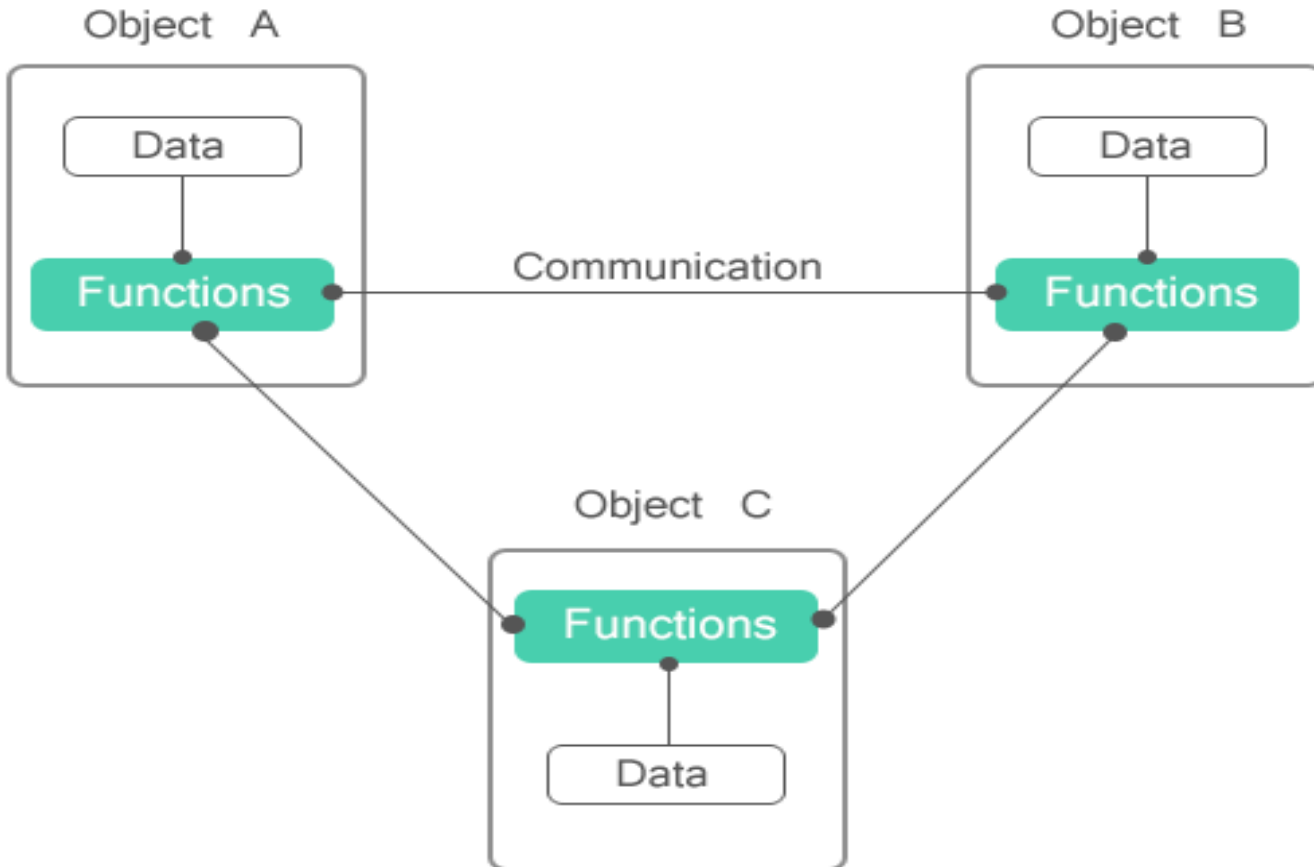 Object A
Object B
Data
Data
Functions
Communication
Functions
Object C
Functions
Data